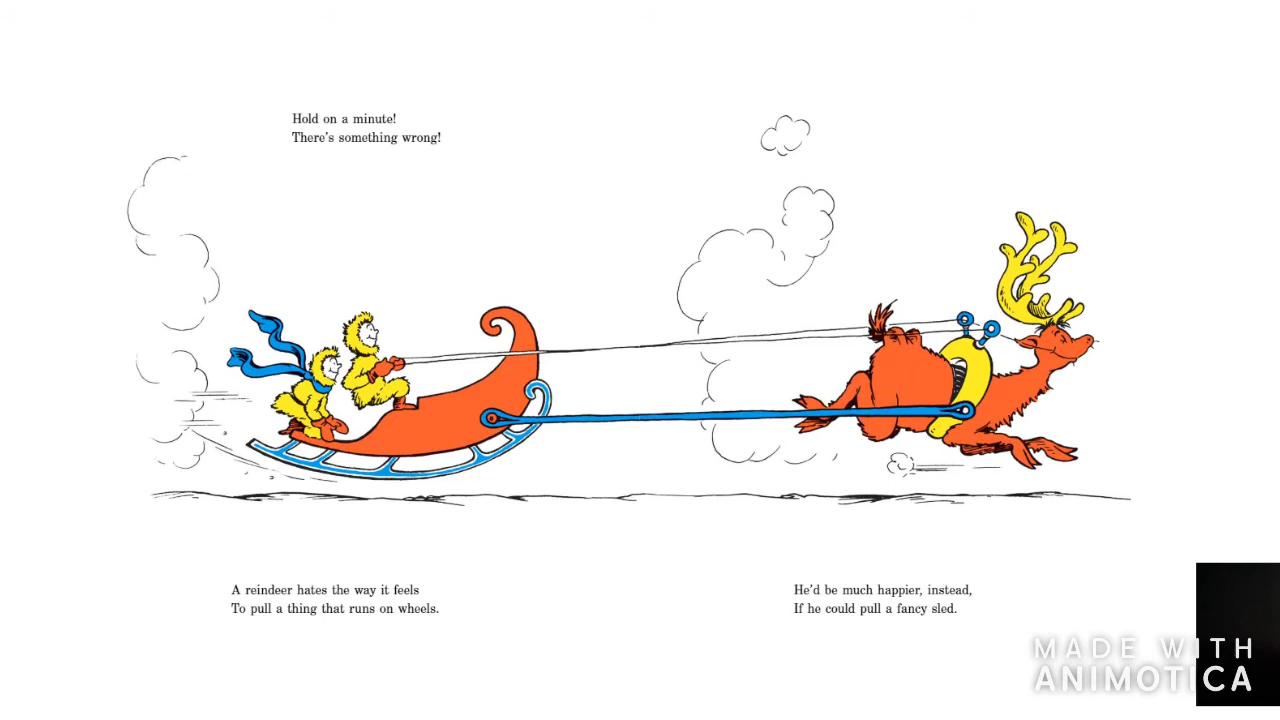 Hold on a minute!
There's something wrong!
A reindeer hates the way it feels
To pull a thing that runs on wheels.
He'd be much happier, instead,
If he could pull a fancy sled.
MADE WITH
ANIMOTICA